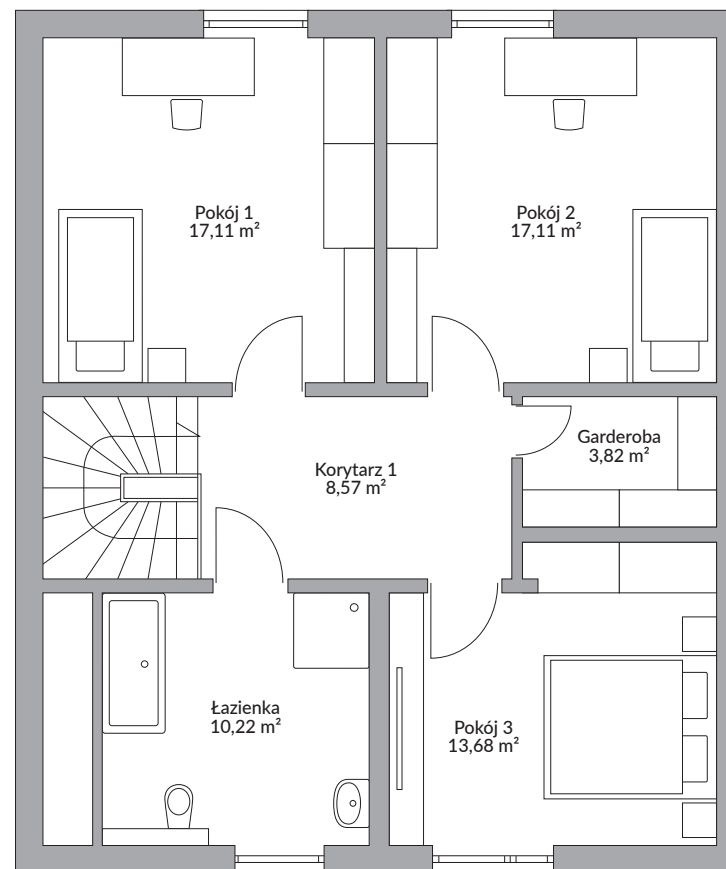 Pokój 1
17,11 m²
Pokój 2
17,11 m²
Garderoba
3,82 m²
Korytarz 1
8,57 m²
Łazienka
10,22 m²
Pokój 3
13,68 m²